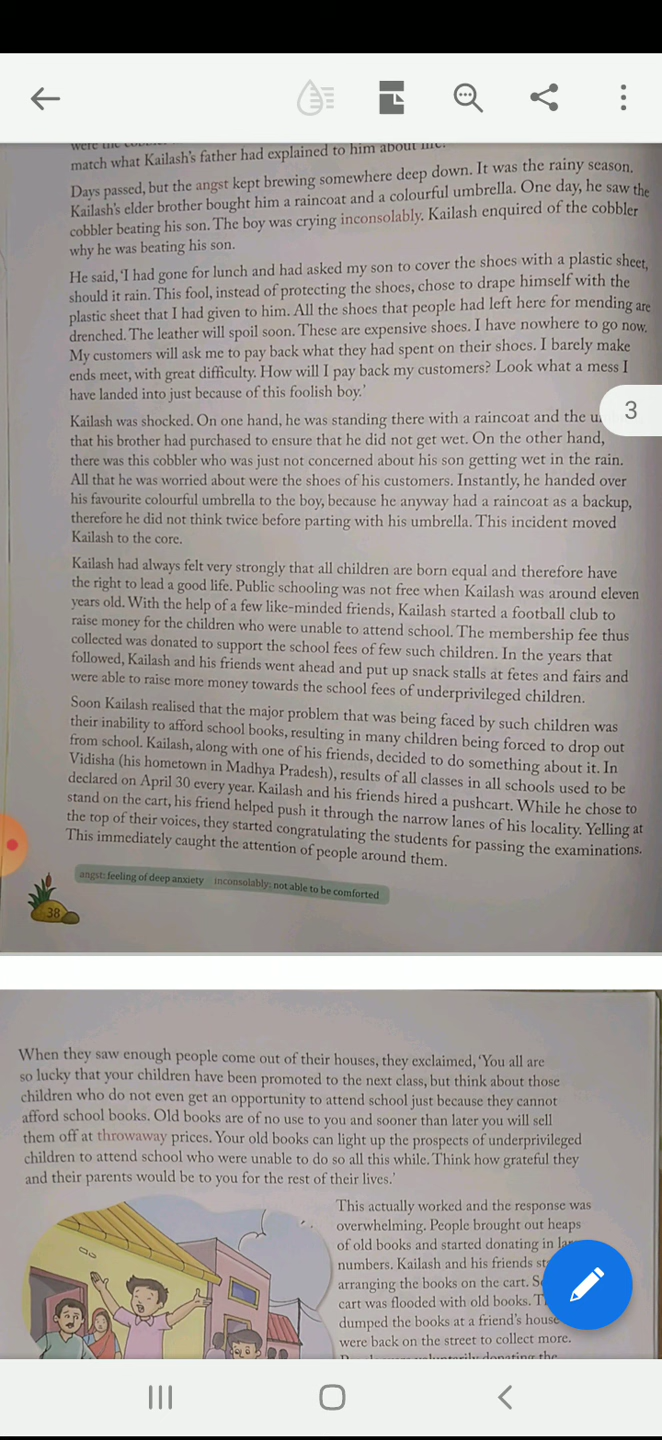 3
match what Kailash's father had explained to him about life.
Days passed, but the angst kept brewing somewhere deep down. It was the rainy season.
Kailash's elder brother bought him a raincoat and a colourful umbrella. One day, he saw the
cobbler beating his son. The boy was crying inconsolably. Kailash enquired of the cobbler
why he was beating his son.
He said, 'I had gone for lunch and had asked my son to cover the shoes with a plastic sheet,
should it rain. This fool, instead of protecting the shoes, chose to drape himself with the
plastic sheet that I had given to him. All the shoes that people had left here for mending are
drenched. The leather will spoil soon. These are expensive shoes. I have nowhere to go now.
My customers will ask me to pay back what they had spent on their shoes. I barely make
ends meet, with great difficulty. How will I pay back my customers? Look what a mess I
have landed into just because of this foolish boy.'
Kailash was shocked. On one hand, he was standing there with a raincoat and the
that his brother had purchased to ensure that he did not get wet. On the other hand,
there was this cobbler who was just not concerned about his son getting wet in the rain.
All that he was worried about were the shoes of his customers. Instantly, he handed over
his favourite colourful umbrella to the boy, because he anyway had a raincoat as a backup,
therefore he did not think twice before parting with his umbrella. This incident moved
Kailash to the core.
Kailash had always felt very strongly that all children are born equal and therefore have
the right to lead a good life. Public schooling was not free when Kailash was around eleven
years old. With the help of a few like-minded friends, Kailash started a football club to
raise money for the children who were unable to attend school. The membership fee thus
collected was donated to support the school fees of few such children. In the years that
followed, Kailash and his friends went ahead and put up snack stalls at fetes and fairs and
were able to raise more money towards the school fees of underprivileged children.
Soon Kailash realised that the major problem that was being faced by such children was
their inability to afford school books, resulting in many children being forced to drop out
from school. Kailash, along with one of his friends, decided to do something about it. In
Vidisha (his hometown in Madhya Pradesh), results of all classes in all schools used to be
declared on April 30 every year. Kailash and his friends hired a pushcart. While he chose to
stand on the cart, his friend helped push it through the narrow lanes of his locality. Yelling at
the top of their voices, they started congratulating the students for passing the examinations.
This immediately caught the attention of people around them.
angst: feeling of deep anxiety inconsolably: not able to be comforted
38
When they saw enough people come out of their houses, they exclaimed, 'You all are
so lucky that your children have been promoted to the next class, but think about those
children who do not even get an opportunity to attend school just because they cannot
afford school books. Old books are of no use to you and sooner than later you will sell
them off at throwaway prices. Your old books can light up the prospects of underprivileged
children to attend school who were unable to do so all this while. Think how grateful they
and their parents would be to you for the rest of their lives.'
This actually worked and the response was
overwhelming. People brought out heaps
of old books and started donating in
numbers. Kailash and his friends
arranging the books on the cart.
cart was flooded with old books.
dumped the books at a friend's house
were back on the street to collect more.